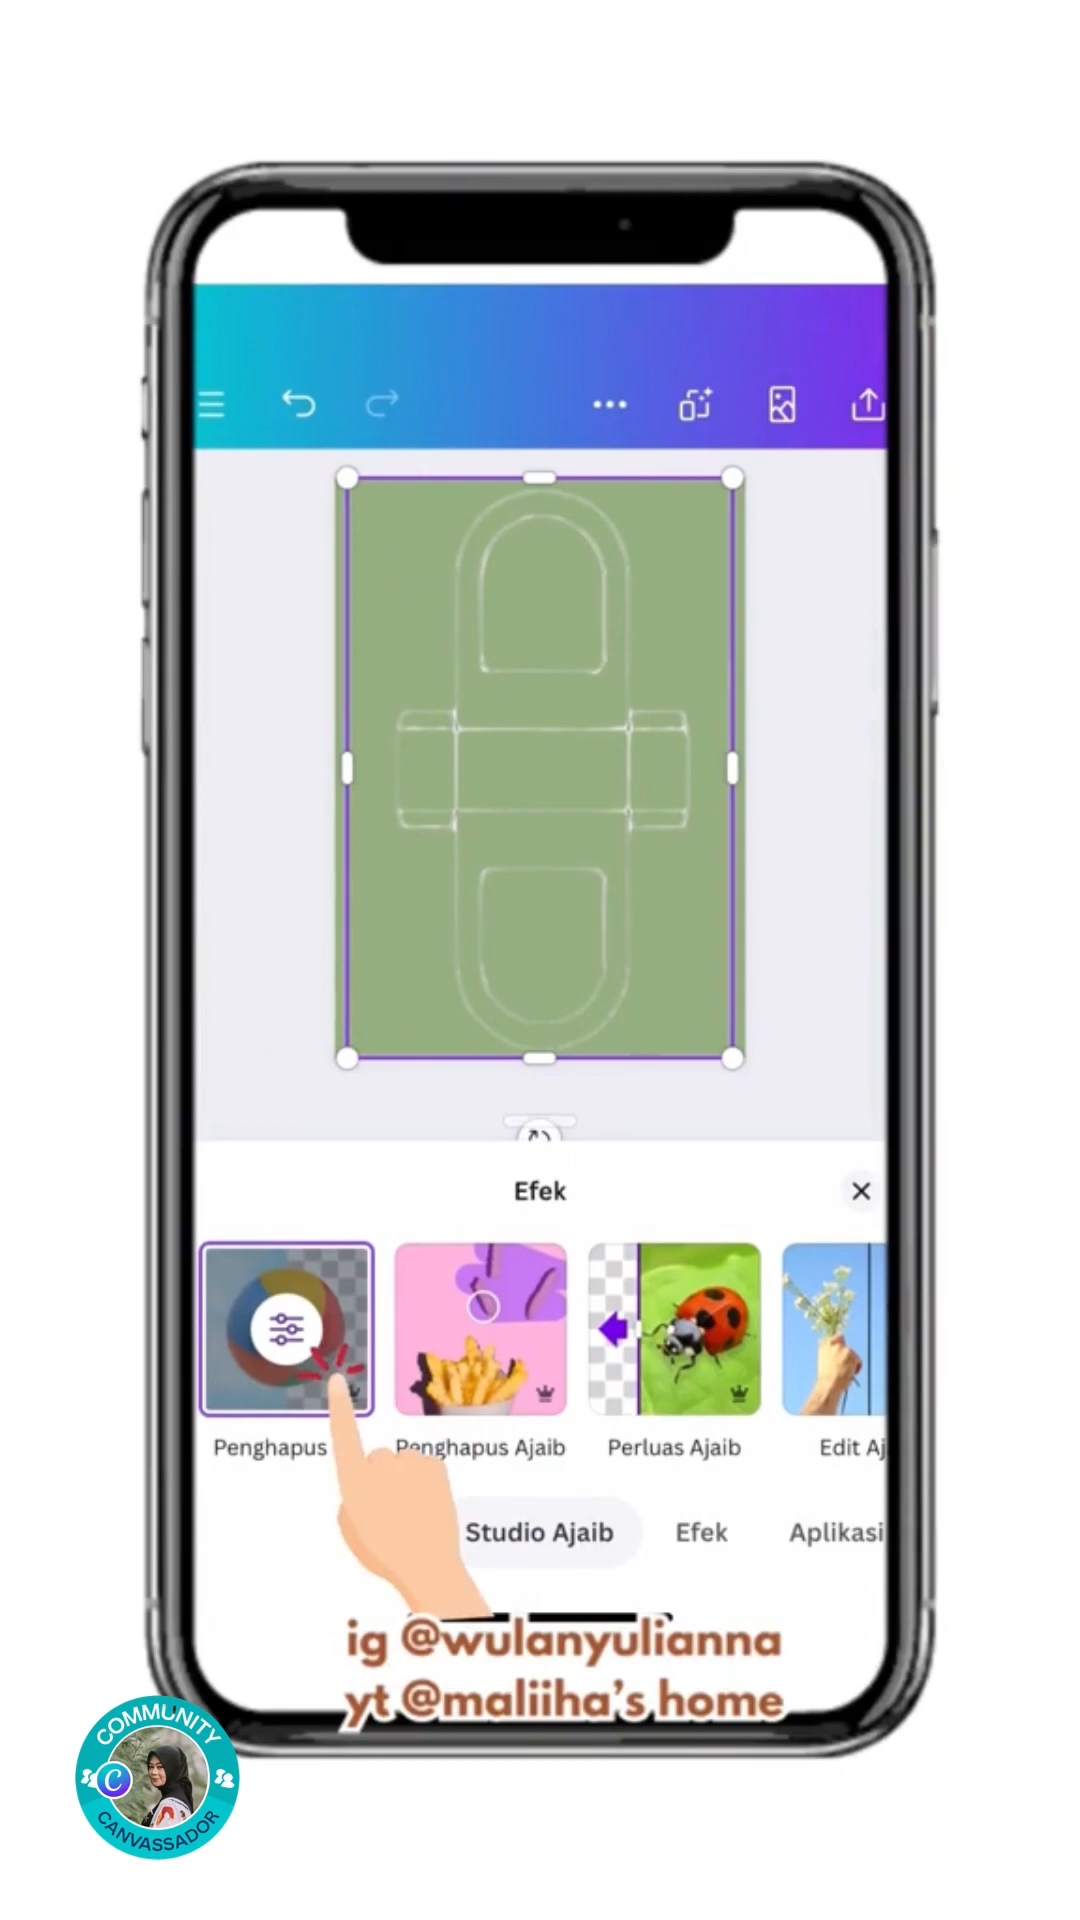 Efek
Penghapus
Penghapus Ajaib
Perluas Ajaib
Edit Aj
Studio Ajaib
Efek
Aplikasi
ig @wulanyulianna
yt @maliiha's home
COMMUNITY
C
CANVASSADOR